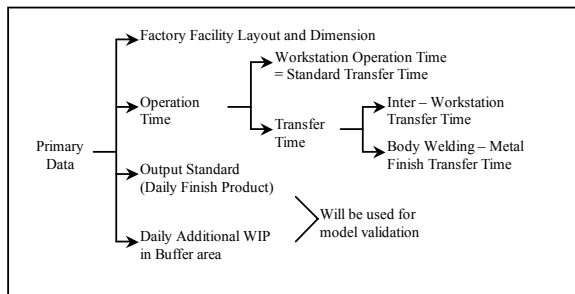 Factory Facility Layout and Dimension
Workstation Operation Time
= Standard Transfer Time
Operation
Time
Inter – Workstation
Transfer Time
Transfer
Time
Body Welding – Metal
Finish Transfer Time
Primary
Data
Output Standard
(Daily Finish Product)
Will be used for
model validation
Daily Additional WIP
in Buffer area